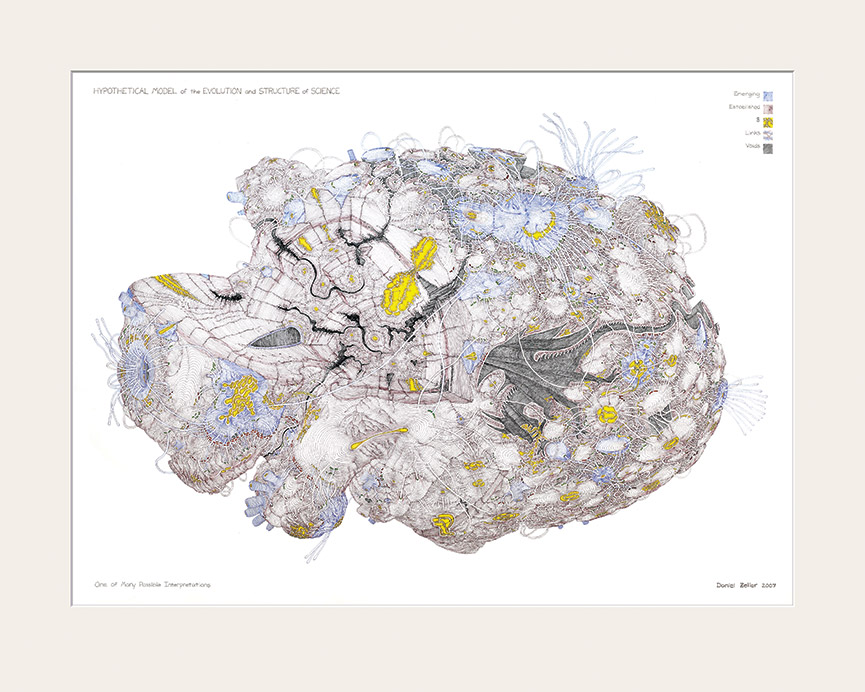 HYPOTHETICAL MODEL of the EVOLUTION and STRUCTURE of SCIENCE
Emerging
Established
$
Links
Voids
One of Many Possible Interpretations
Daniel Zeller 2007